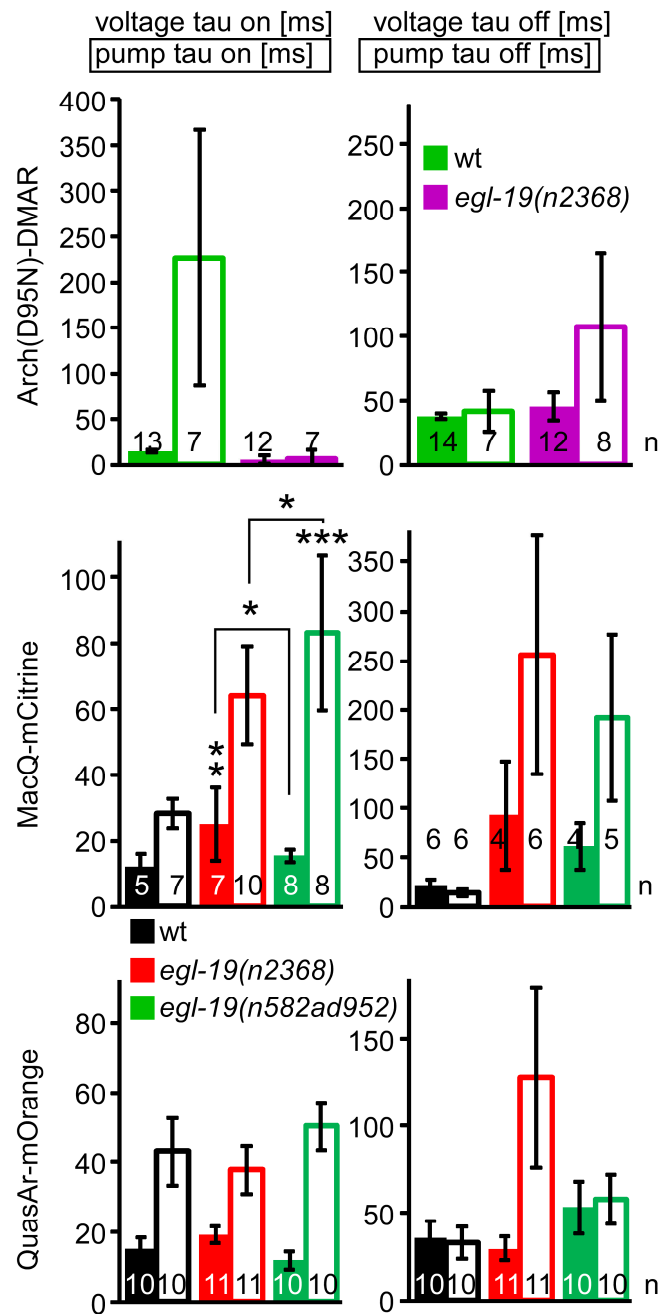 voltage tau on [ms] voltage tau off [ms]
pump tau on [ms] pump tau off [ms]
Arch(D95N)-DMAR
400
350
300
250
200
150
100
50
0
13 7 12 7
250
200
150
100
50
0
wt
egl-19(n2368)
14 7 12 8 n
MacQ-mCitrine
100
80
60
40
20
0
*
***
*
*
*
5 7 7 10 8 8
350
300
250
200
150
100
50
0
6 6 4 6 4 5 n
wt
egl-19(n2368)
egl-19(n582ad952)
QuasAr-mOrange
80
60
40
20
0
10 10 11 11 10 10
150
100
50
0
10 10 11 11 10 10 n